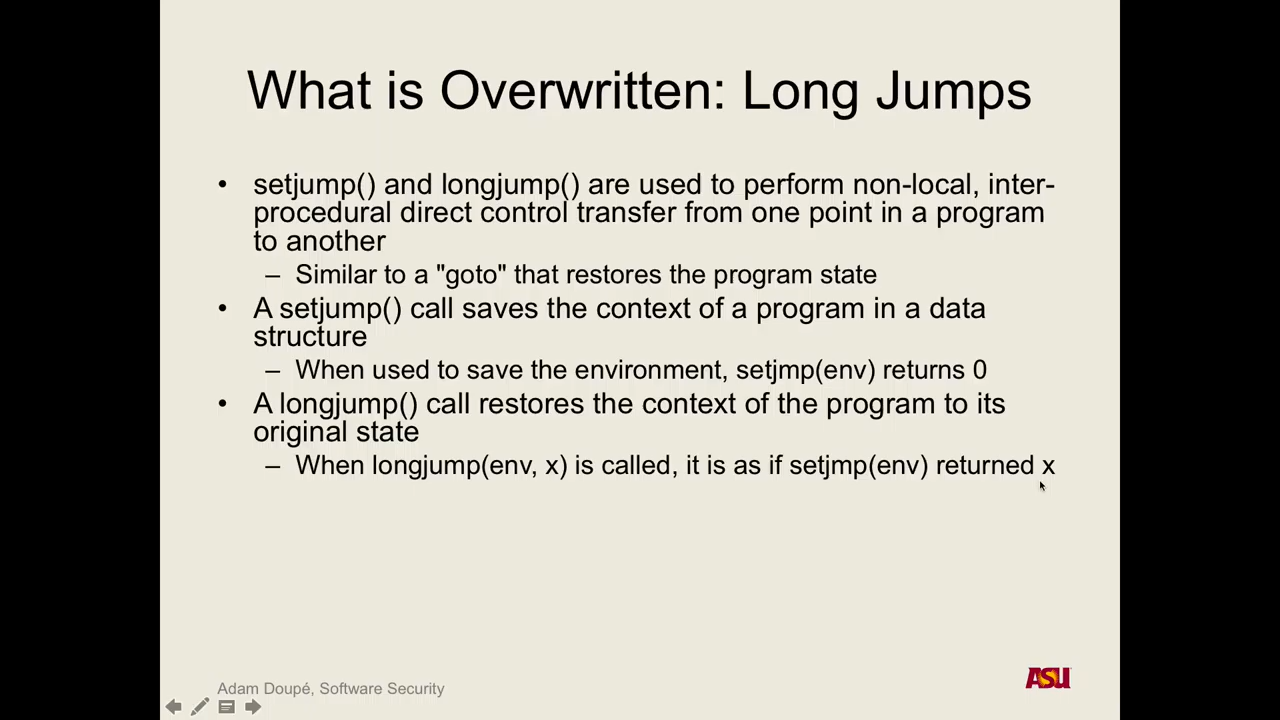 What is Overwritten: Long Jumps
• setjump() and longjump() are used to perform non-local, inter-
procedural direct control transfer from one point in a program
to another
– Similar to a "goto" that restores the program state
• A setjump() call saves the context of a program in a data
structure
– When used to save the environment, setjmp(env) returns 0
• A longjump() call restores the context of the program to its
original state
– When longjump(env, x) is called, it is as if setjmp(env) returned x
Adam Doupé, Software Security
ASU